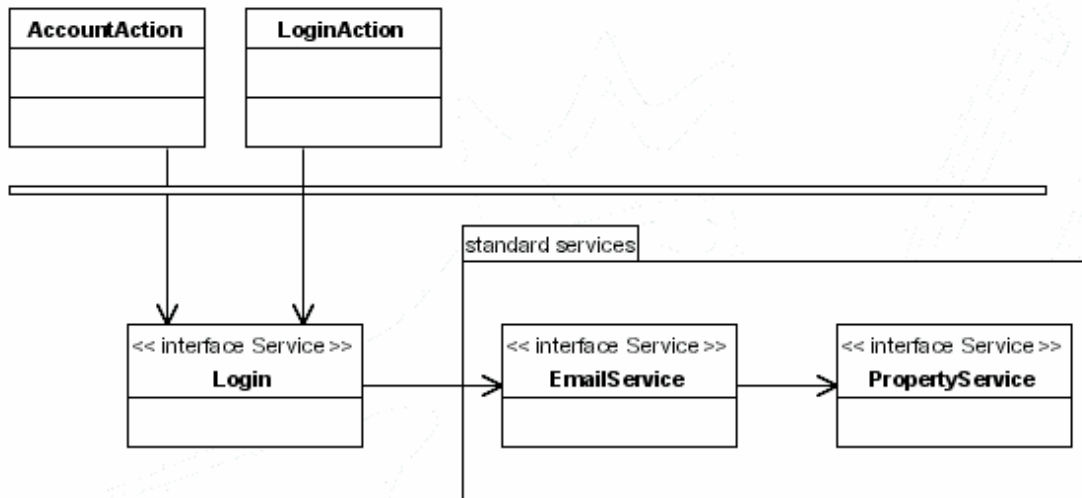 AccountAction
LoginAction
standard services
<< interface Service >>
Login
<< interface Service >>
EmailService
<< interface Service >>
PropertyService